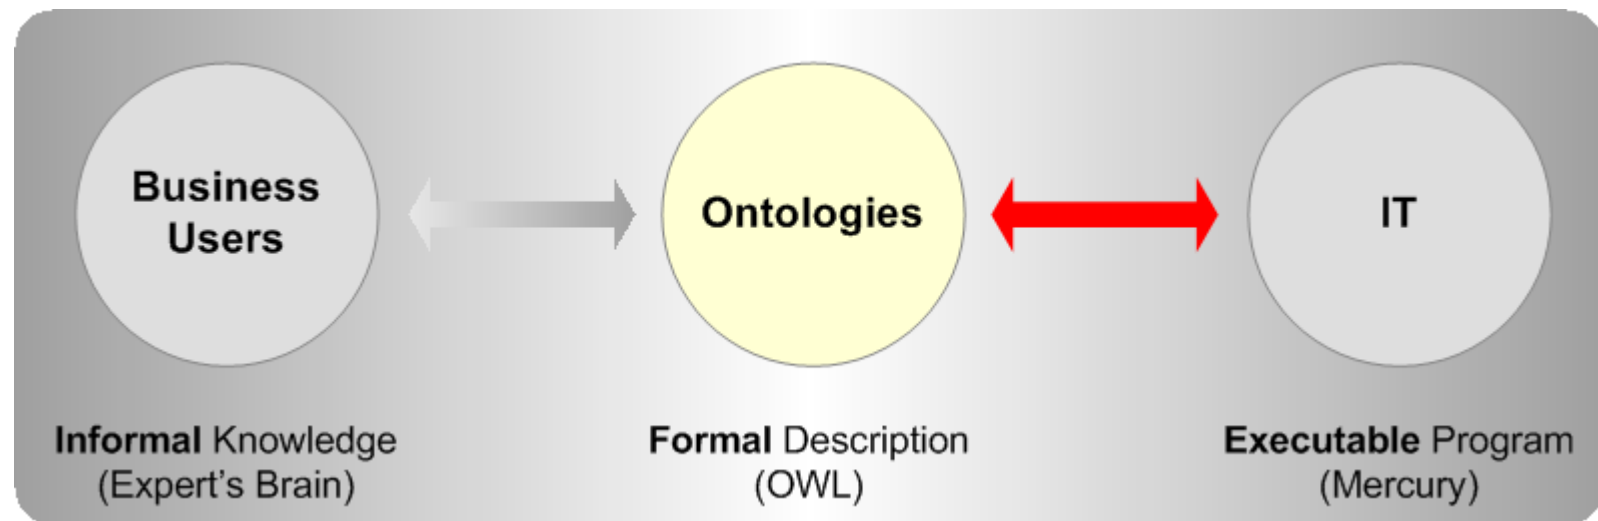 Business
Users
Ontologies
IT
Informal Knowledge
(Expert's Brain)
Formal Description
(OWL)
Executable Program
(Mercury)